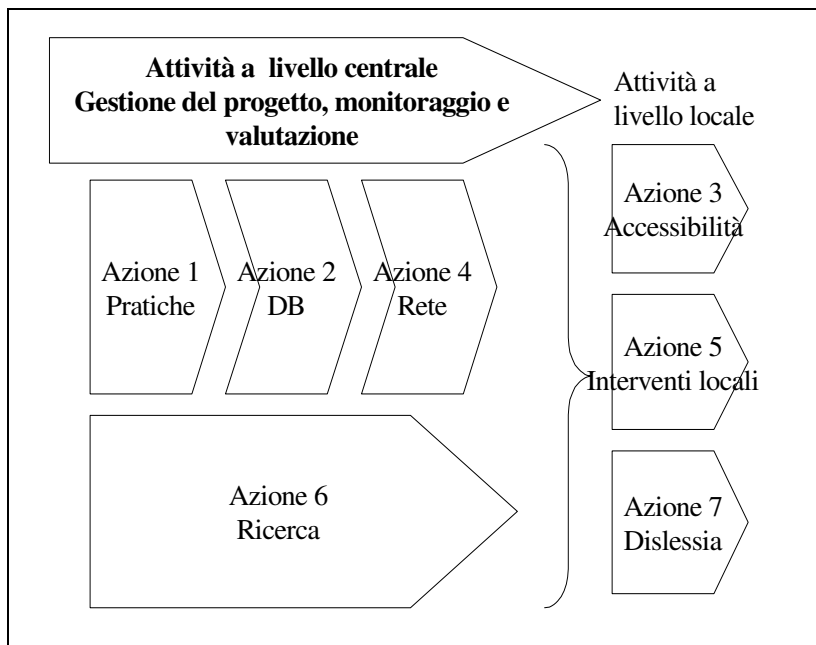 Attività a livello centrale
Gestione del progetto, monitoraggio e
valutazione
Attività a
livello locale
Azione 1
Pratiche
Azione 2
DB
Azione 4
Rete
Azione 6
Ricerca
Azione 3
Accessibilità
Azione 5
Interventi locali
Azione 7
Dislessia